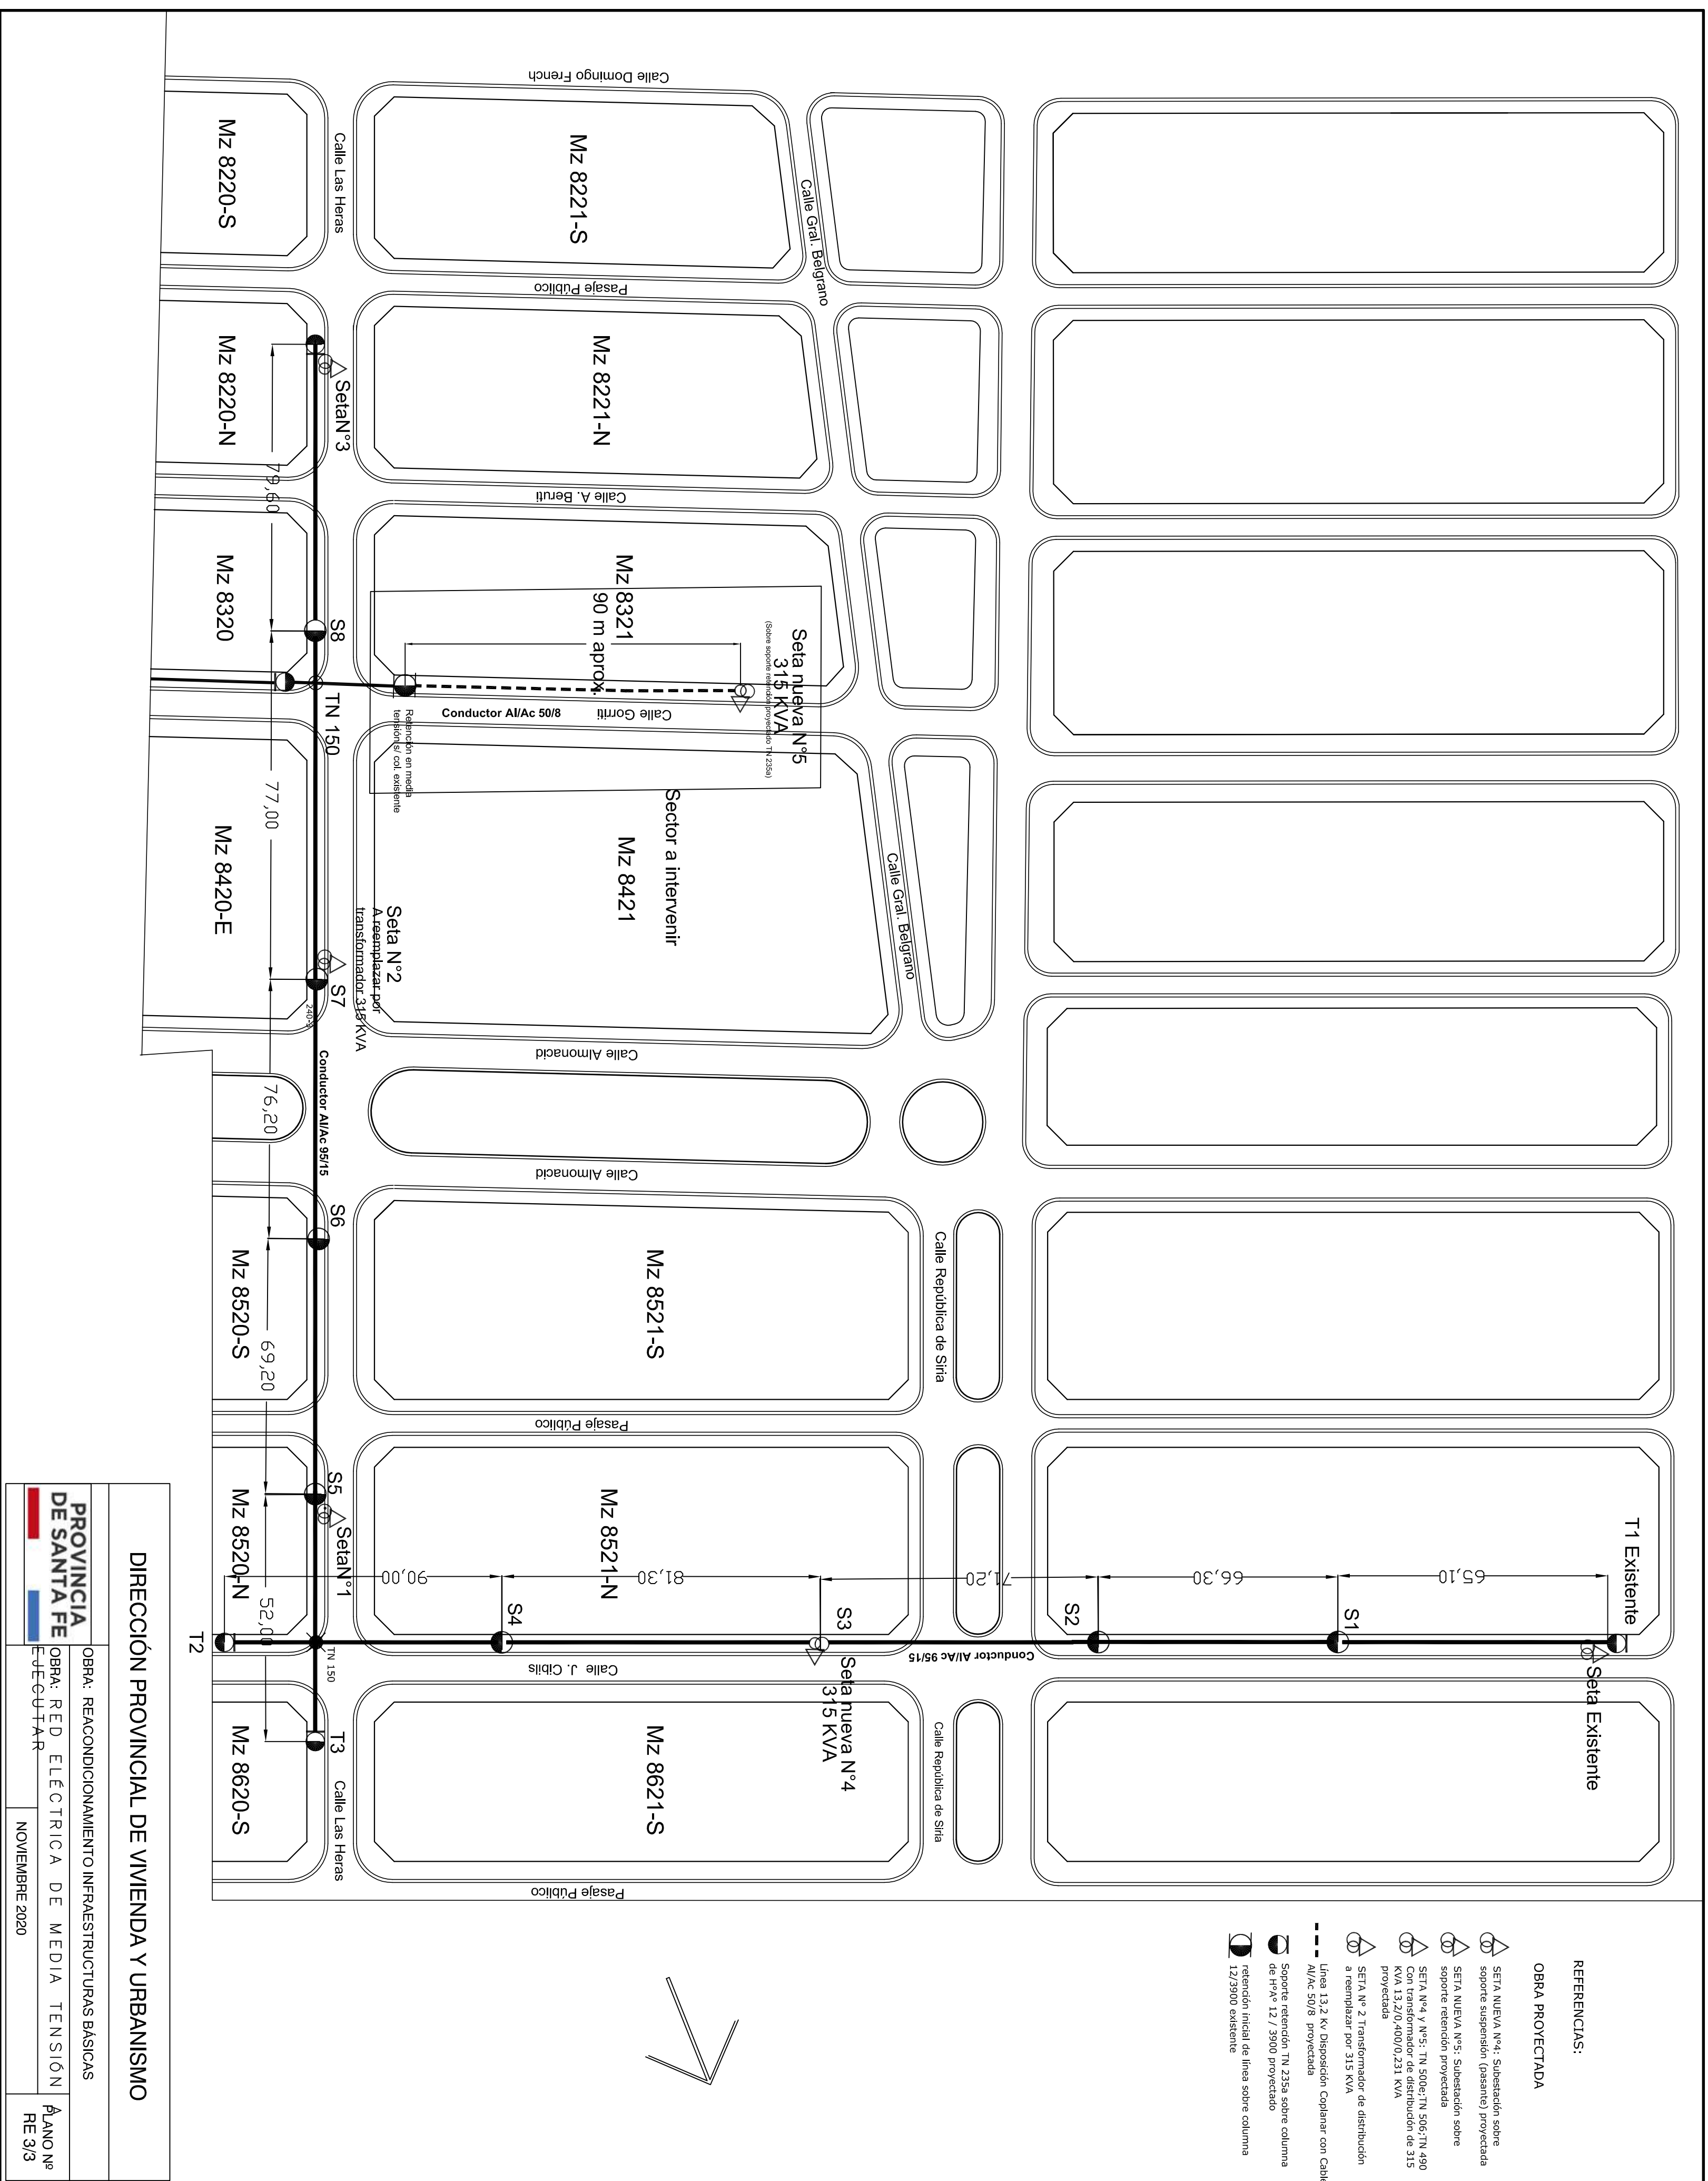 REFERENCIAS:
OBRA PROYECTADA
SETA NUEVA N°4: Subestación sobre
soporte suspensión (pasante) proyectada
SETA NUEVA N°5: Subestación sobre
soporte retención proyectada
SETA N°4 y N°5: TN 500e;TN 506;TN 490
Con transformador de distribución de 315
KVA 13,2/0,400/0,231 KVA
proyectada
SETA N° 2 Transformador de distribución
a reemplazar por 315 KVA
Línea 13,2 Kv Disposición Coplanar con Cable
Al/Ac 50/8 proyectada
Soporte retención TN 235a sobre columna
de H°A° 12 / 3900 proyectado
retención inicial de línea sobre columna
12/3900 existente
T1 Existente
Seta Existente
65,10
S1
66,30
S2
71,20
Conductor Al/Ac 95/15
S3
Seta nueva N°4
315 KVA
81,30
S4
90,00
T2
Calle J. Cibilis
Calle República de Siria
Calle República de Siria
Calle Gral. Belgrano
Calle Gral. Belgrano
Calle Domingo French
Mz 8221-S
Pasaje Público
Mz 8221-N
Calle A. Beruti
Mz 8321
90 m aprox.
Seta nueva N°5
315 KVA
(Sobre soporte retención proyectado TN 235a)
Conductor Al/Ac 50/8
Calle Gorriti
Retención en media
tensión s/ col. existente
Sector a intervenir
Mz 8421
Seta N°2
A reemplazar por
transformador 315 KVA
Calle Almonacid
Calle Almonacid
Mz 8521-S
Pasaje Público
Mz 8521-N
Mz 8621-S
Pasaje Público
Calle Las Heras
SetaN°3
S8
TN 150
S7
Conductor Al/Ac 95/15
S6
S5
SetaN°1
TN 150
T3
Calle Las Heras
79,60
77,00
76,20
69,20
52,00
Mz 8220-S
Mz 8220-N
Mz 8320
Mz 8420-E
Mz 8520-S
Mz 8520-N
Mz 8620-S
DIRECCIÓN PROVINCIAL DE VIVIENDA Y URBANISMO
PROVINCIA
DE SANTA FE
OBRA: REACONDICIONAMIENTO INFRAESTRUCTURAS BÁSICAS
OBRA: RED ELÉCTRICA DE MEDIA TENSIÓN A
EJECUTAR
NOVIEMBRE 2020
PLANO Nº
RE 3/3